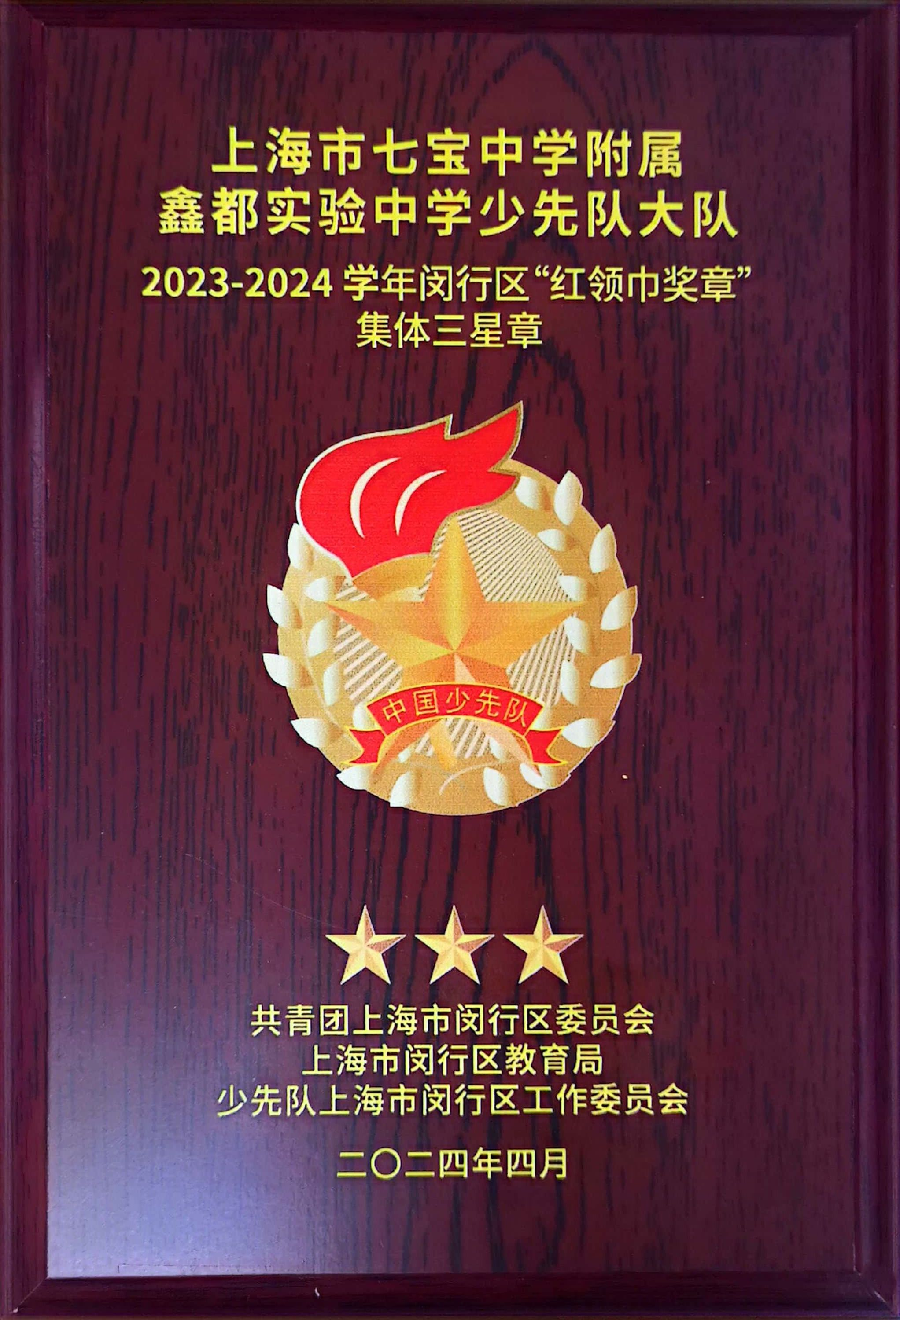 上海市七宝中学附属
鑫都实验中学少先队大队
2023-2024 学年闵行区“红领巾奖章”
集体三星章
中国少先队
共青团上海市闵行区委员会
上海市闵行区教育局
少先队上海市闵行区工作委员会
二〇二四年四月